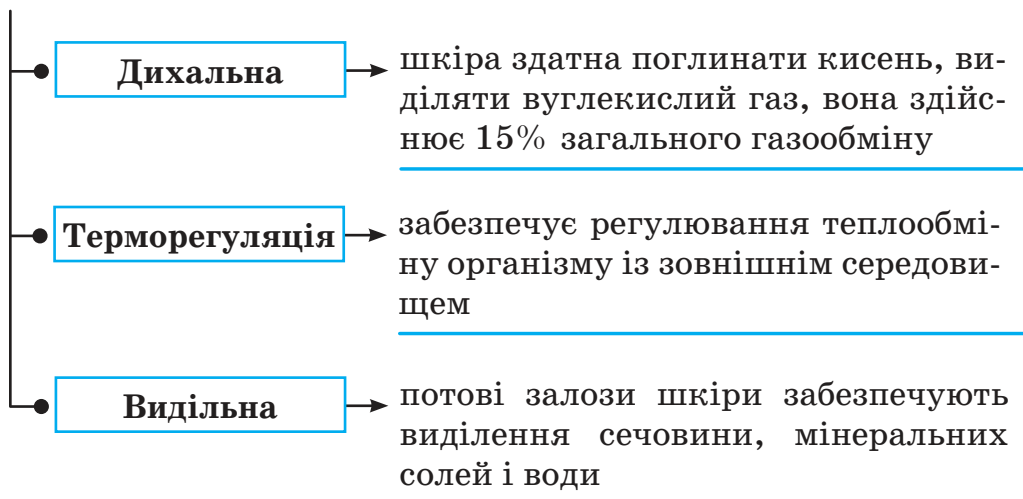 Дихальна
шкіра здатна поглинати кисень, ви-
діляти вуглекислий газ, вона здійс-
нює 15% загального газообміну
Терморегуляція
забезпечує регулювання теплообмі-
ну організму із зовнішнім середови-
щем
Видільна
потові залози шкіри забезпечують
виділення сечовини, мінеральних
солей і води